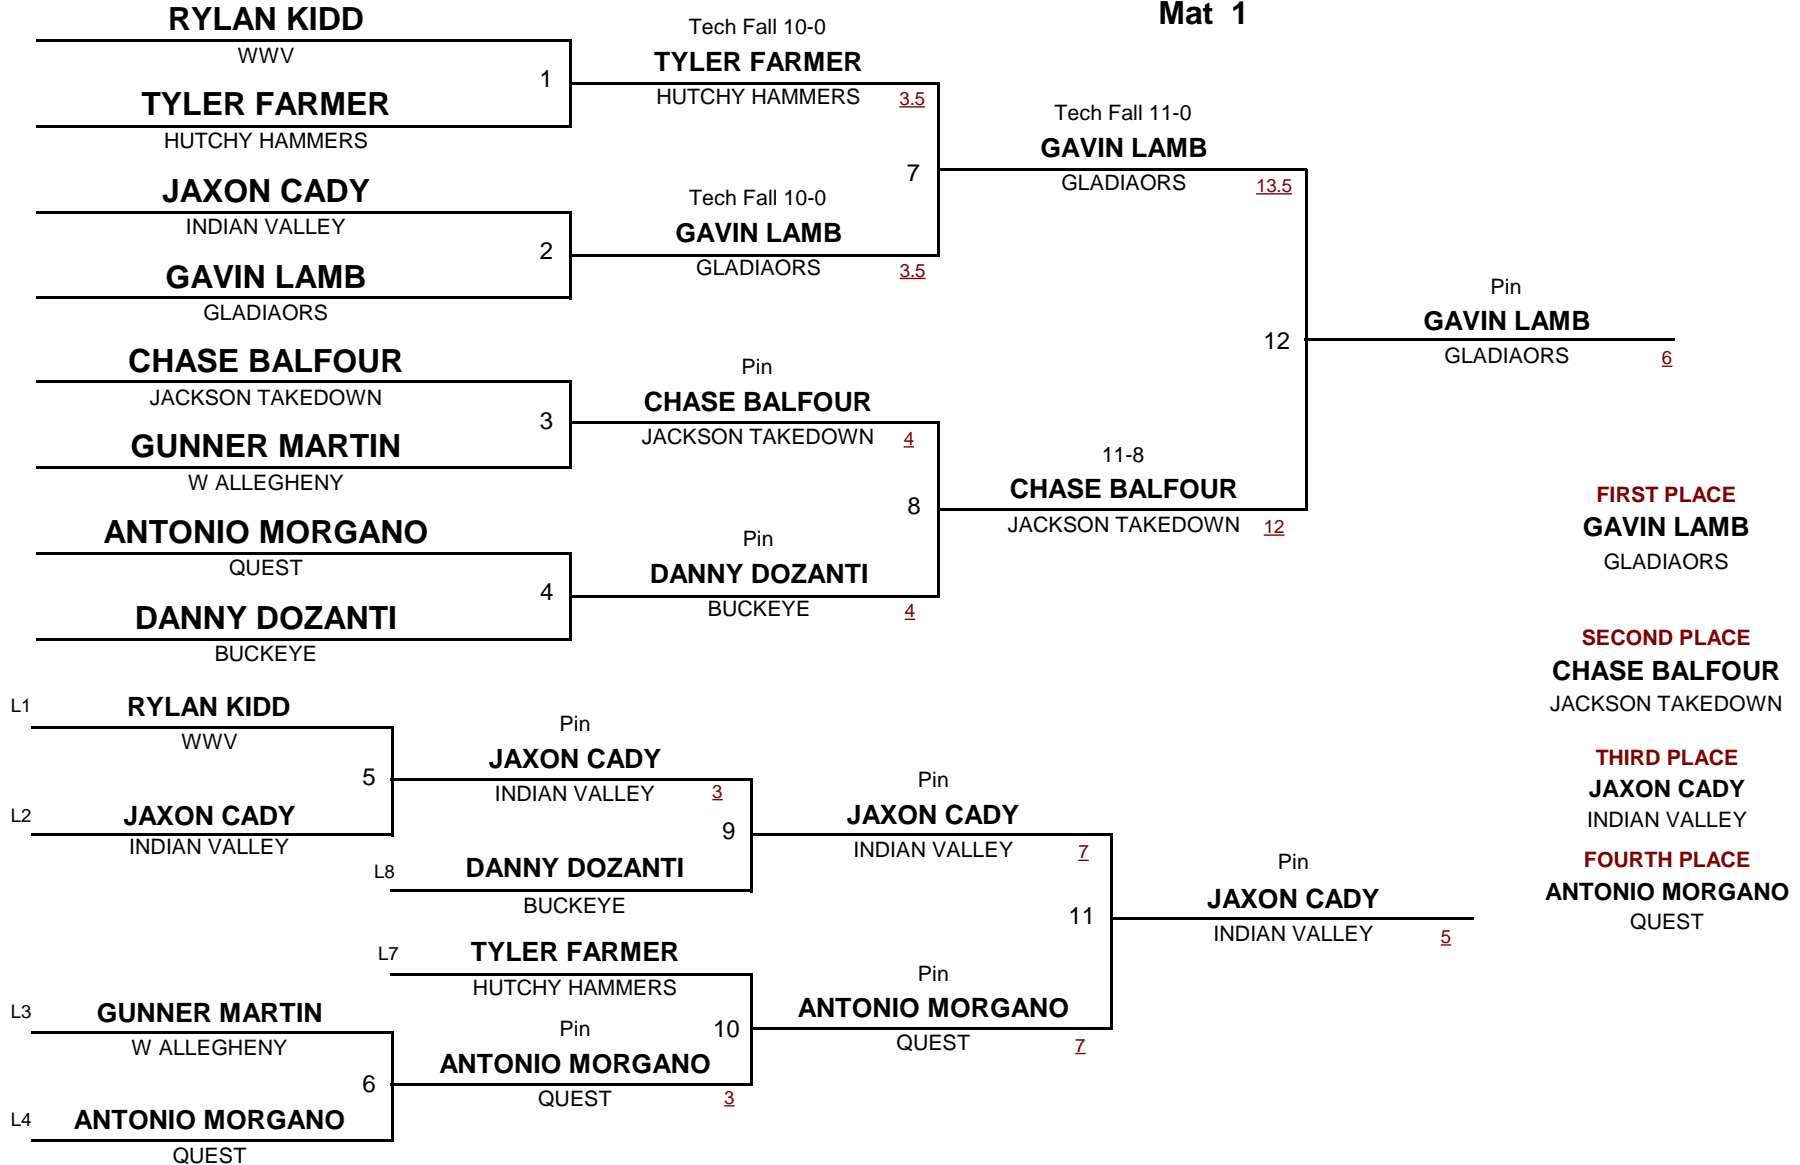 Mat 1
RYLAN KIDD
WWV
1
TYLER FARMER
HUTCHY HAMMERS
JAXON CADY
INDIAN VALLEY
2
GAVIN LAMB
GLADIAORS
CHASE BALFOUR
JACKSON TAKEDOWN
3
GUNNER MARTIN
W ALLEGHENY
ANTONIO MORGANO
QUEST
4
DANNY DOZANTI
BUCKEYE
Tech Fall 10-0
TYLER FARMER
HUTCHY HAMMERS 3.5
7
Tech Fall 10-0
GAVIN LAMB
GLADIAORS 3.5
Pin
CHASE BALFOUR
JACKSON TAKEDOWN 4
8
Pin
DANNY DOZANTI
BUCKEYE 4
Tech Fall 11-0
GAVIN LAMB
GLADIAORS 13.5
12
11-8
CHASE BALFOUR
JACKSON TAKEDOWN 12
Pin
GAVIN LAMB
GLADIAORS 6
FIRST PLACE
GAVIN LAMB
GLADIAORS
SECOND PLACE
CHASE BALFOUR
JACKSON TAKEDOWN
THIRD PLACE
JAXON CADY
INDIAN VALLEY
FOURTH PLACE
ANTONIO MORGANO
QUEST
L1 RYLAN KIDD
WWV
5
L2 JAXON CADY
INDIAN VALLEY
Pin
JAXON CADY
INDIAN VALLEY 3
9
L8 DANNY DOZANTI
BUCKEYE
L7 TYLER FARMER
HUTCHY HAMMERS
10
L3 GUNNER MARTIN
W ALLEGHENY
6
L4 ANTONIO MORGANO
QUEST
Pin
ANTONIO MORGANO
QUEST 3
Pin
JAXON CADY
INDIAN VALLEY 7
11
Pin
ANTONIO MORGANO
QUEST 7
Pin
JAXON CADY
INDIAN VALLEY 5